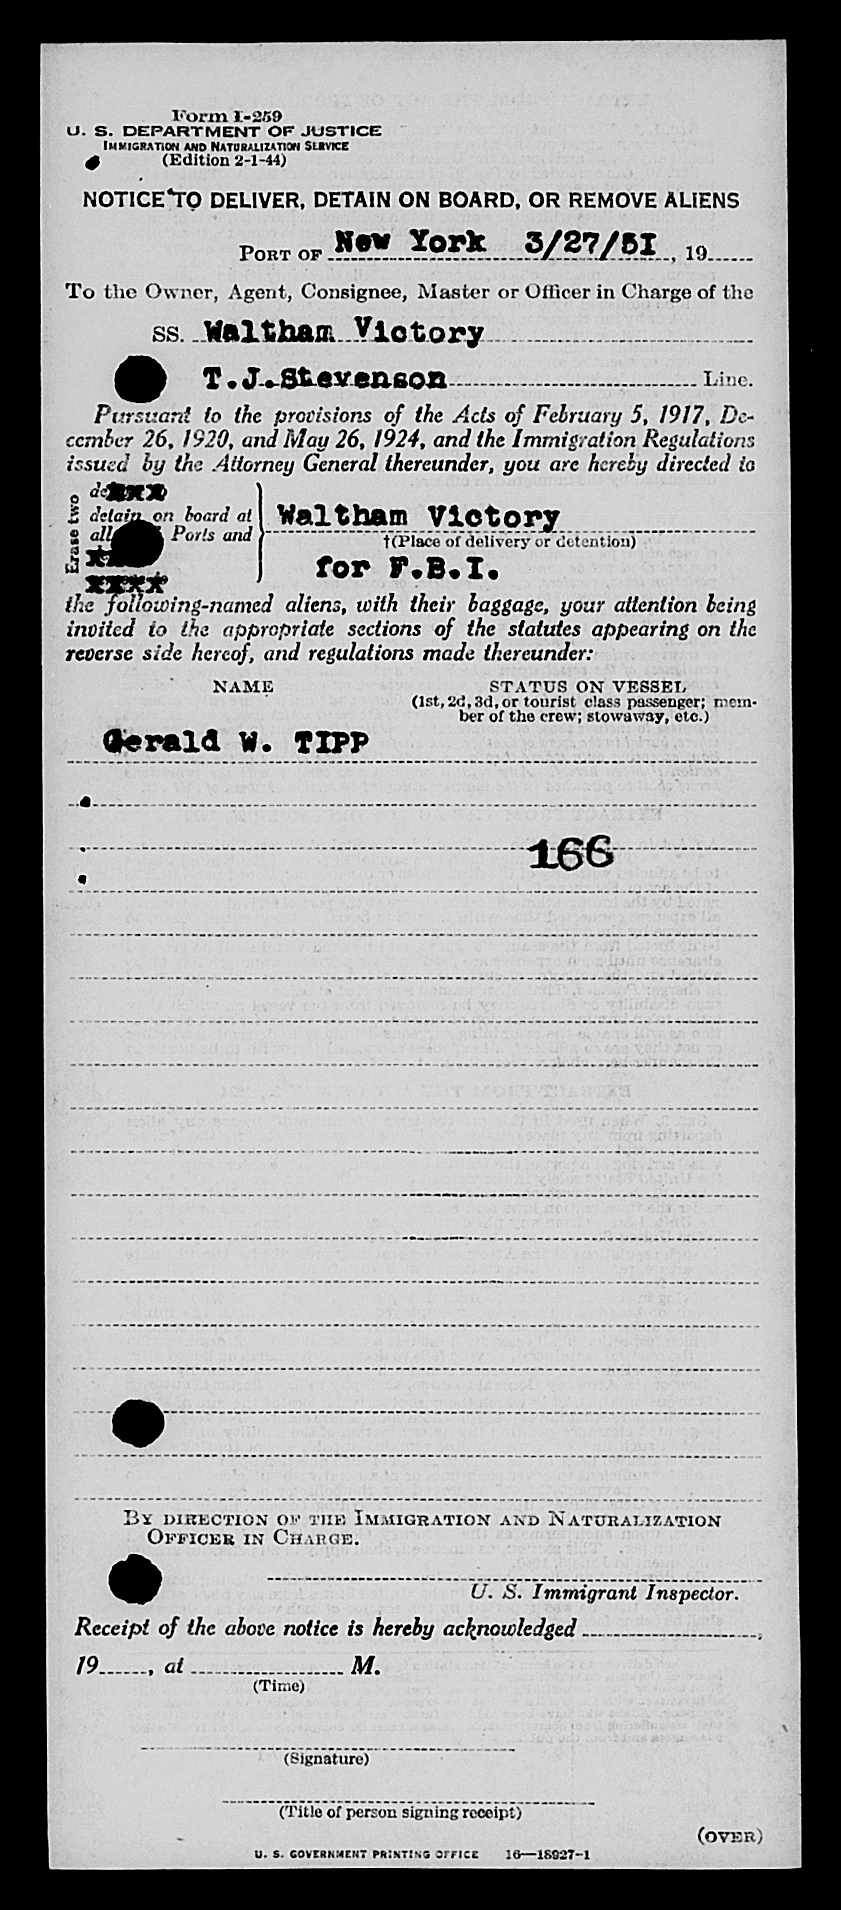 Form I-259
U. S. DEPARTMENT OF JUSTICE
IMMIGRATION AND NATURALIZATION SERVICE
(Edition 2-1-44)
NOTICE TO DELIVER, DETAIN ON BOARD, OR REMOVE ALIENS
PORT OF New York 3/27/51, 19
To the Owner, Agent, Consignee, Master or Officer in Charge of the
SS. Waltham Victory
T.J.Stevenson Line.
Pursuant to the provisions of the Acts of February 5, 1917, De-
cember 26, 1920, and May 26, 1924, and the Immigration Regulations
issued by the Attorney General thereunder, you are hereby directed to
Erase two
de
detain on board at
all Ports and
Waltham Victory
†(Place of delivery or detention)
for F.B.I.
the following-named aliens, with their baggage, your attention being
invited to the appropriate sections of the statutes appearing on the
reverse side hereof, and regulations made thereunder:
NAME
STATUS ON VESSEL
(1st, 2d, 3d, or tourist class passenger; mem-
ber of the crew; stowaway, etc.)
Gerald W. TIPP
166
BY DIRECTION OF THE IMMIGRATION AND NATURALIZATION
OFFICER IN CHARGE.
U. S. Immigrant Inspector.
Receipt of the above notice is hereby acknowledged ,
19 , at M.
(Time)
(Signature)
(Title of person signing receipt)
(OVER)
U. S. GOVERNMENT PRINTING OFFICE 16—18927-1